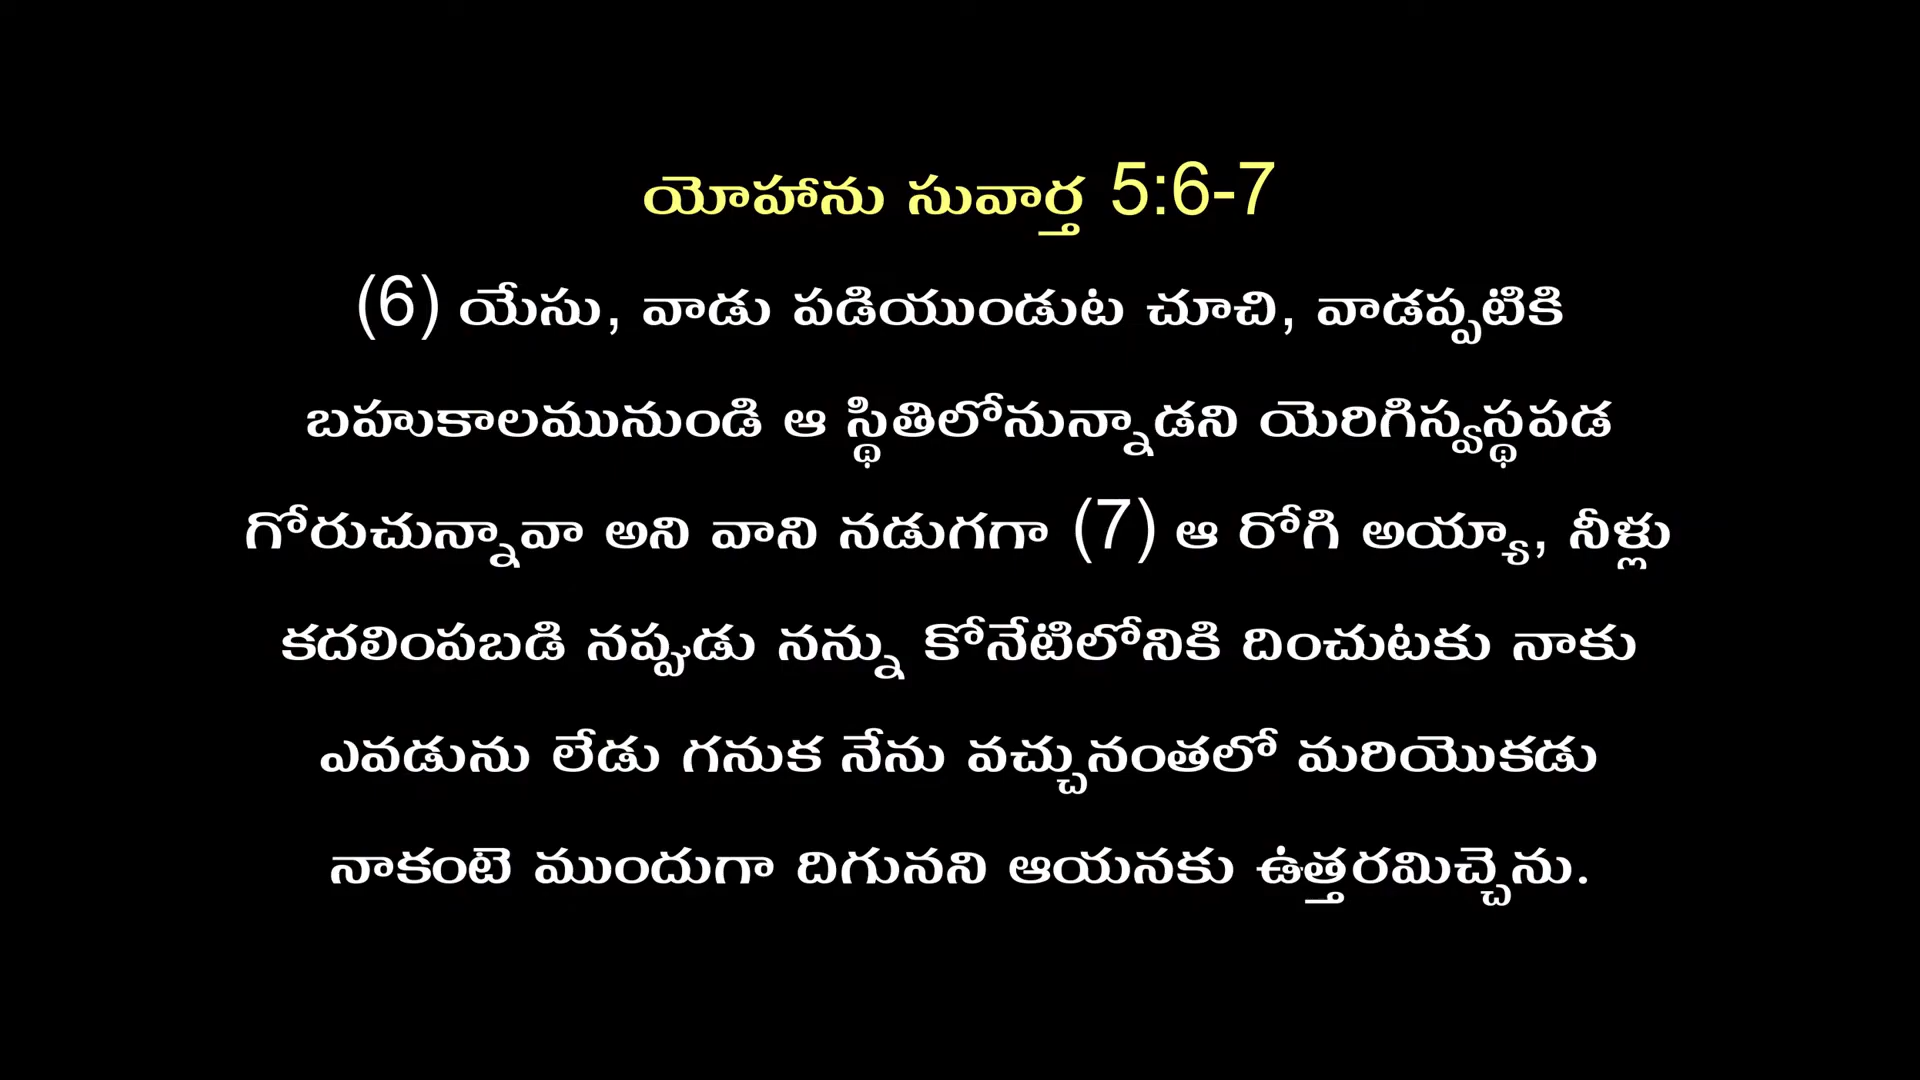 యోహాను సువార్త 5:6-7
(6) యేసు, వాడు పడియుండుట చూచి, వాడప్పటికి
బహుకాలమునుండి ఆ స్థితిలోనున్నాడని యెరిగిస్వస్థపడ
గోరుచున్నావా అని వాని నడుగగా (7) ఆ రోగి అయ్యా, నీళ్లు
కదలింపబడి నప్పుడు నన్ను కోనేటిలోనికి దించుటకు నాకు
ఎవడును లేడు గనుక నేను వచ్చునంతలో మరియొకడు
నాకంటె ముందుగా దిగునని ఆయనకు ఉత్తరమిచ్చెను.